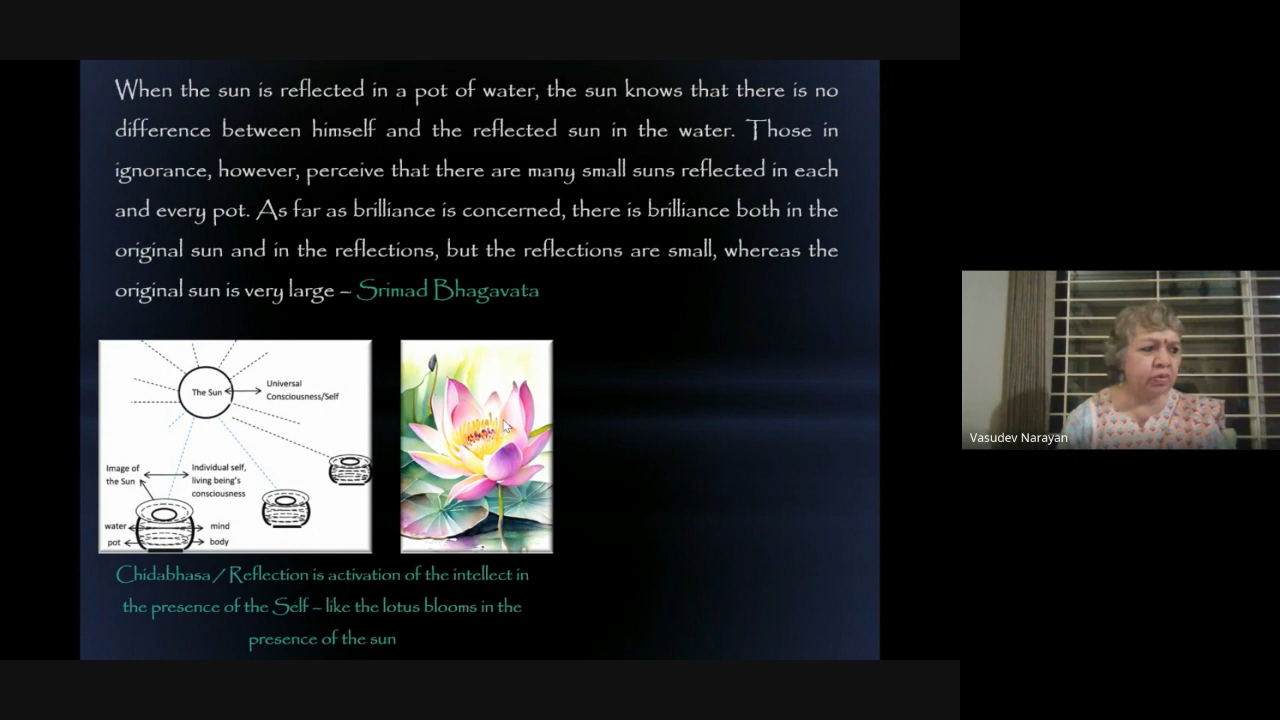 When the sun is reflected in a pot of water, the sun knows that there is no
difference between himself and the reflected sun in the water. Those in
ignorance, however, perceive that there are many small suns reflected in each
and every pot. As far as brilliance is concerned, there is brilliance both in the
original sun and in the reflections, but the reflections are small, whereas the
original sun is very large – Srimad Bhagavata
The Sun
Universal
Consciousness/Self
Image of
the Sun
Individual self,
living being's
consciousness
water
mind
pot
body
Chidabhasa / Reflection is activation of the intellect in
the presence of the Self – like the lotus blooms in the
presence of the sun
Vasudev Narayan